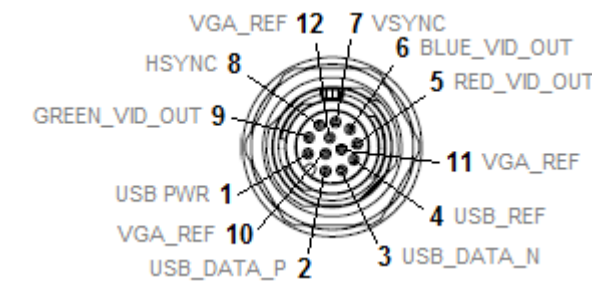 VGA_REF 12 7 VSYNC
6 BLUE_VID_OUT
HSYNC 8
5 RED_VID_OUT
GREEN_VID_OUT 9
11 VGA_REF
USB PWR 1
4 USB_REF
VGA_REF 10
3 USB_DATA_N
USB_DATA_P 2